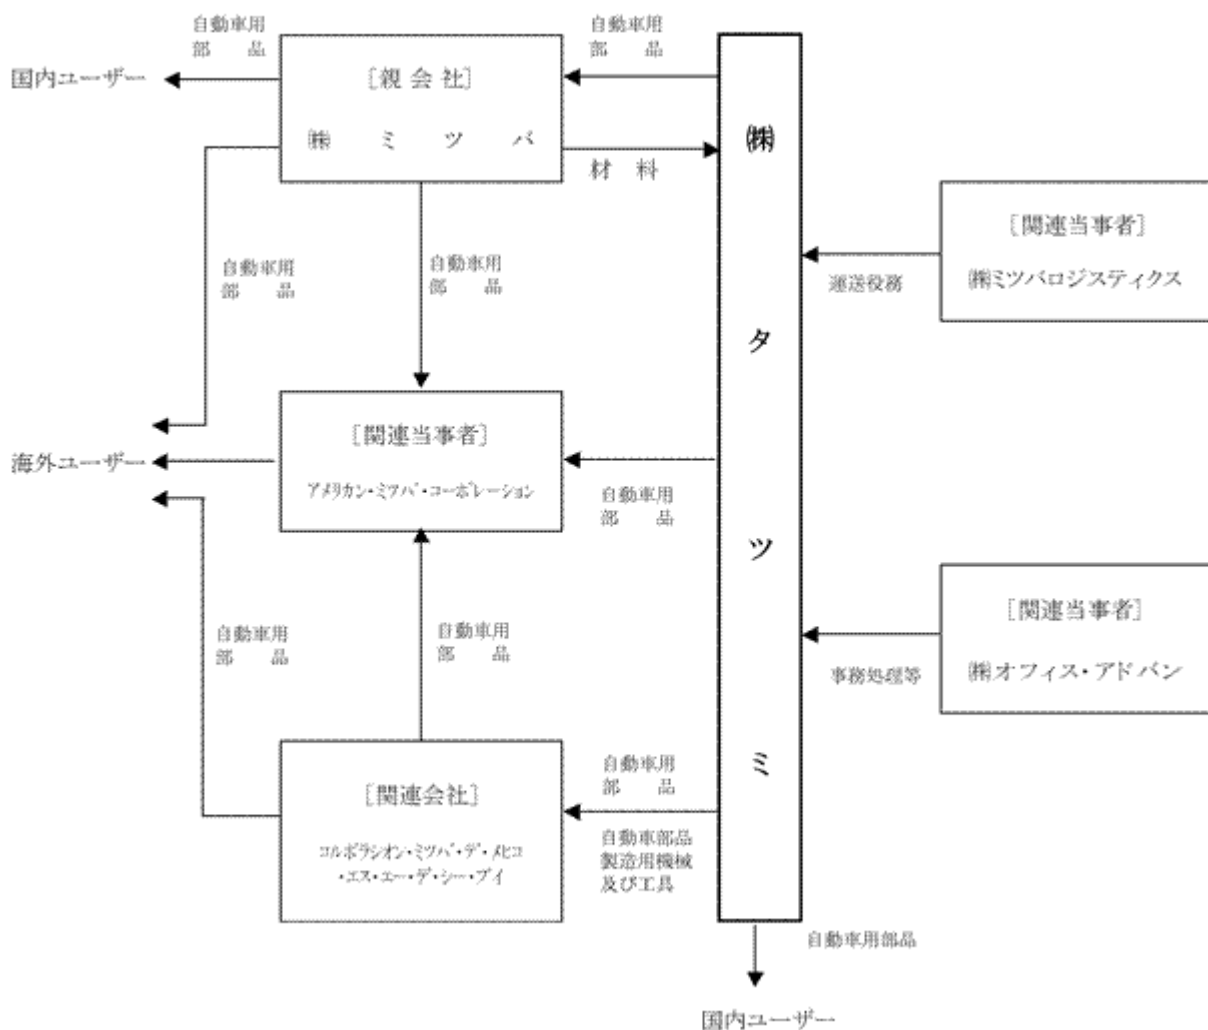 自動車用
部　　品
自動車用
部　　品
国内ユーザー
［親 会 社］
㈱　ミ　ツ　バ
材　料
㈱　タ　ツ　ミ
［関連当事者］
㈱ミツバロジスティクス
運送役務
自動車用
部　　品
自動車用
部　　品
海外ユーザー
［関連当事者］
アメリカン・ミツバ・コーポレーション
自動車用
部　　品
［関連当事者］
㈱オフィス・アドバン
事務処理等
自動車用
部　　品
自動車用
部　　品
［関連会社］
コルポラシオン・ミツバ・デ・メヒコ
・エス・エー・デ・シー・ブイ
自動車用
部　　品
自動車部品
製造用機械
及び工具
自動車用部品
国内ユーザー